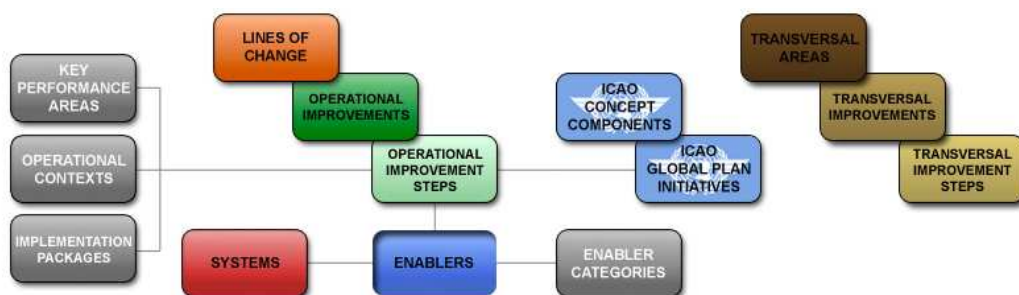 LINES OF
CHANGE
TRANSVERSAL
AREAS
KEY
PERFORMANCE
AREAS
OPERATIONAL
IMPROVEMENTS
ICAO
CONCEPT
COMPONENTS
TRANSVERSAL
IMPROVEMENTS
OPERATIONAL
CONTEXTS
OPERATIONAL
IMPROVEMENT
STEPS
ICAO
GLOBAL PLAN
INITIATIVES
TRANSVERSAL
IMPROVEMENT
STEPS
IMPLEMENTATION
PACKAGES
SYSTEMS
ENABLERS
ENABLER
CATEGORIES